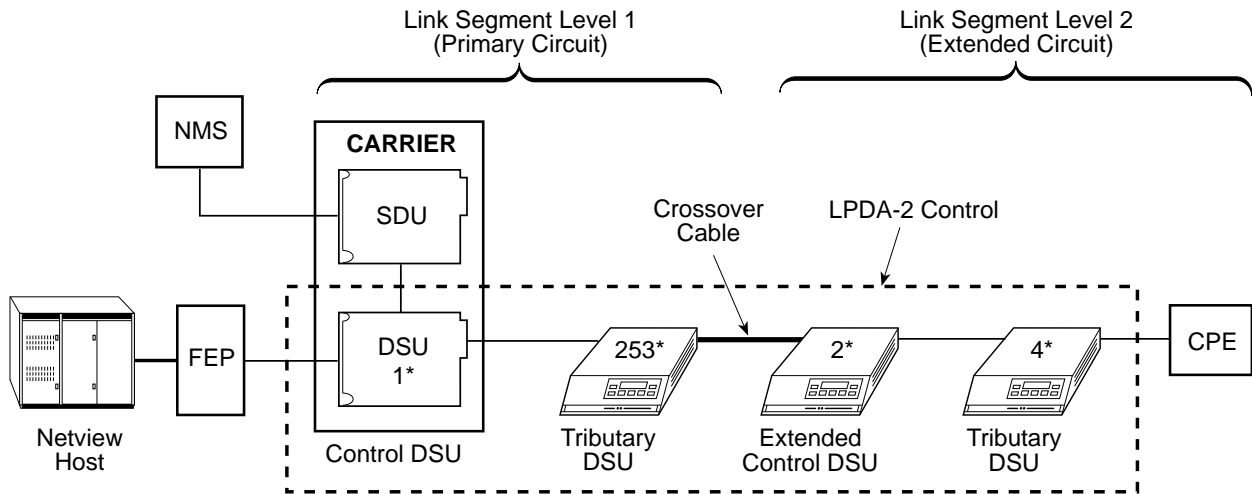 Link Segment Level 1
(Primary Circuit)
Link Segment Level 2
(Extended Circuit)
NMS
CARRIER
SDU
Crossover
Cable
LPDA-2 Control
FEP
DSU
1*
253*
2*
4*
CPE
Netview
Host
Control DSU
Tributary
DSU
Extended
Control DSU
Tributary
DSU